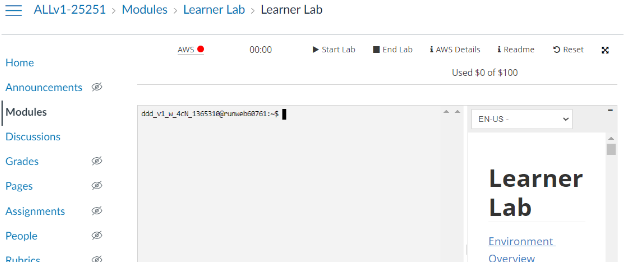 ALLv1-25251 > Modules > Learner Lab > Learner Lab
AWS 00:00 Start Lab End Lab AWS Details Readme Reset
Used $0 of $100
Home
Announcements
Modules
Discussions
Grades
Pages
Assignments
People
Rubrics
ddd_v1_w_4cN_1365310@runweb60761:~$
EN-US -
Learner
Lab
Environment
Overview